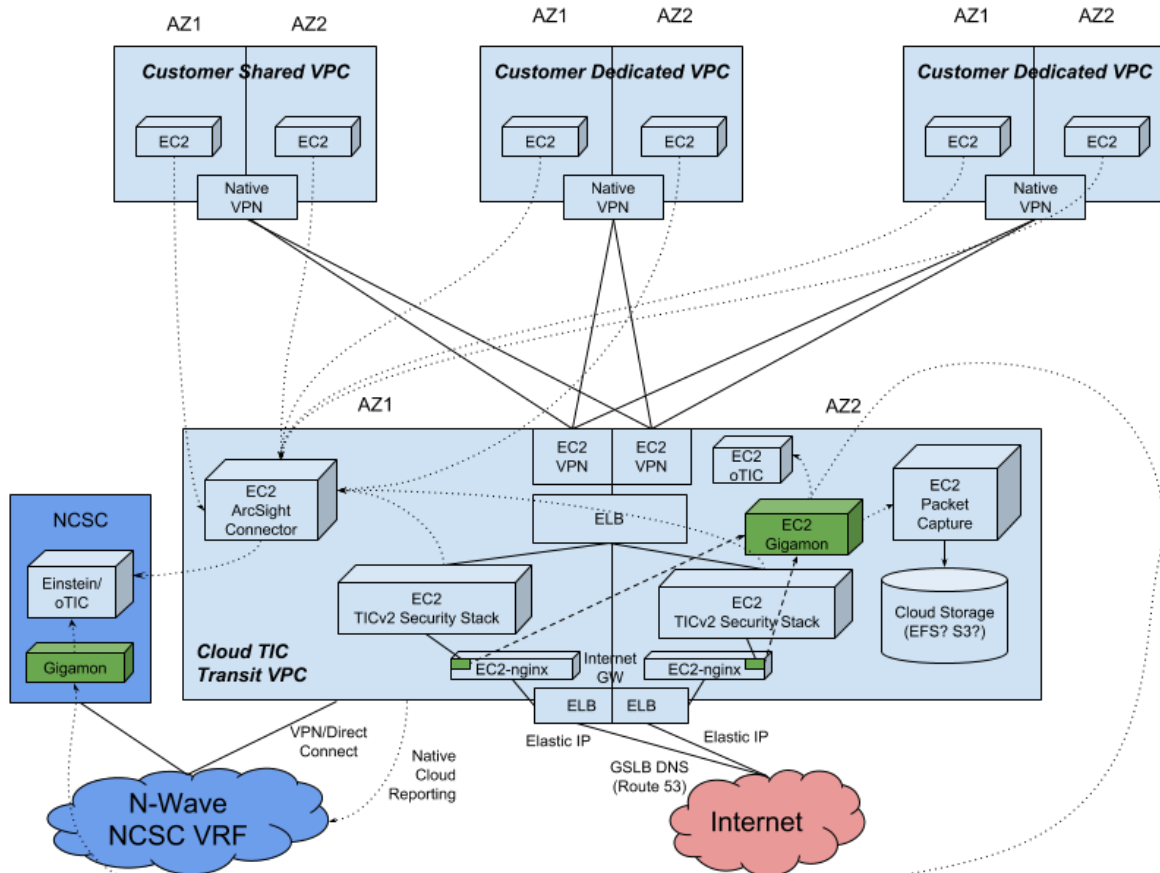 AZ1
AZ2
AZ1
AZ2
AZ1
AZ2
Customer Shared VPC
Customer Dedicated VPC
Customer Dedicated VPC
EC2
EC2
EC2
EC2
EC2
EC2
Native
VPN
Native
VPN
Native
VPN
AZ1
AZ2
EC2
VPN
EC2
VPN
EC2
oTIC
EC2
ArcSight
Connector
ELB
EC2
Gigamon
EC2
Packet
Capture
NCSC
Einstein/
oTIC
Gigamon
EC2
TICv2 Security Stack
EC2
TICv2 Security Stack
Cloud Storage
(EFS? S3?)
Cloud TIC
Transit VPC
EC2-nginx
Internet
GW
EC2-nginx
ELB
ELB
VPN/Direct
Connect
Native
Cloud
Reporting
Elastic IP
Elastic IP
GSLB DNS
(Route 53)
N-Wave
NCSC VRF
Internet